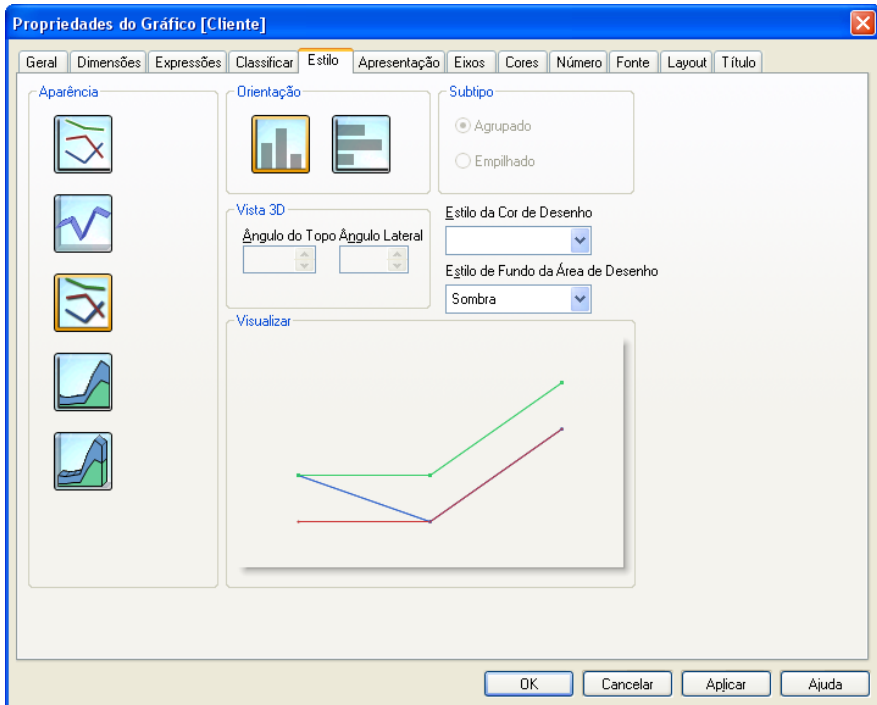 Propriedades do Gráfico [Cliente]
Geral Dimensões Expressões Classificar Estilo Apresentação Eixos Cores Número Fonte Layout Título
Aparência
Orientação
Subtipo
Agrupado
Empilhado
Vista 3D
Ângulo do Topo Ângulo Lateral
Estilo da Cor de Desenho
Estilo de Fundo da Área de Desenho
Sombra
Visualizar
OK Cancelar Aplicar Ajuda